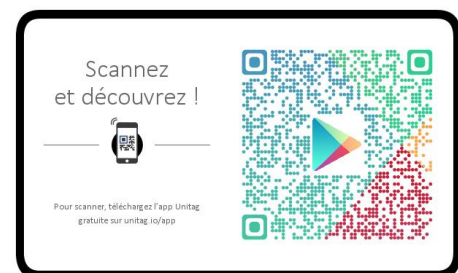 Scannez
et découvrez !
Pour scanner, téléchargez l'app Unitag
gratuite sur unitag.io/app